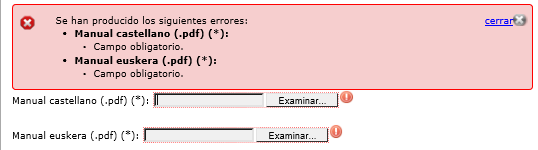 Se han producido los siguientes errores:
cerrar
• Manual castellano (.pdf) (*):
• Campo obligatorio.
• Manual euskera (.pdf) (*):
• Campo obligatorio.
Manual castellano (.pdf) (*): Examinar...
Manual euskera (.pdf) (*): Examinar...